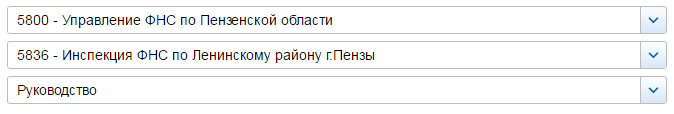 5800 - Управление ФНС по Пензенской области
5836 - Инспекция ФНС по Ленинскому району г.Пензы
Руководство